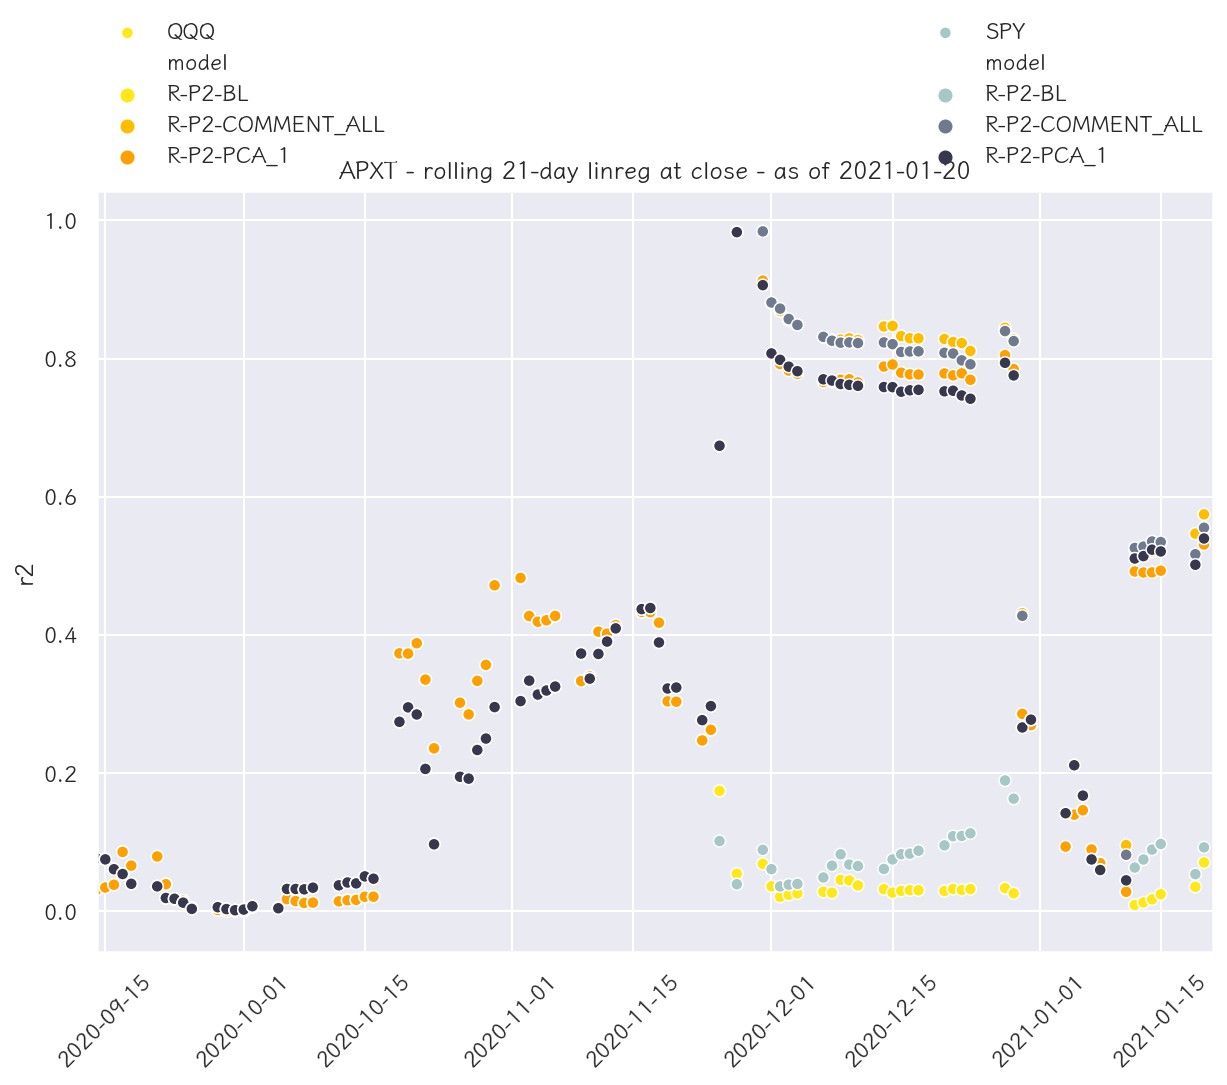 QQQ
model
R-P2-BL
R-P2-COMMENT_ALL
R-P2-PCA_1
SPY
model
R-P2-BL
R-P2-COMMENT_ALL
R-P2-PCA_1
APXT - rolling 21-day linreg at close - as of 2021-01-20
1.0
0.8
0.6
0.4
0.2
0.0
r2
2020-09-15
2020-10-01
2020-10-15
2020-11-01
2020-11-15
2020-12-01
2020-12-15
2021-01-01
2021-01-15